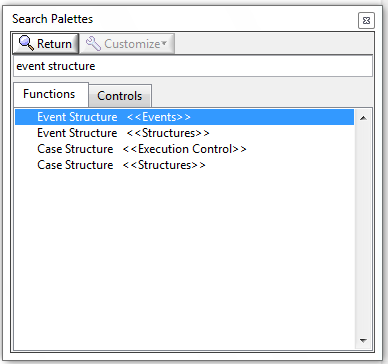 Search Palettes
Return Customize
event structure
Functions Controls
Event Structure <<Events>>
Event Structure <<Structures>>
Case Structure <<Execution Control>>
Case Structure <<Structures>>